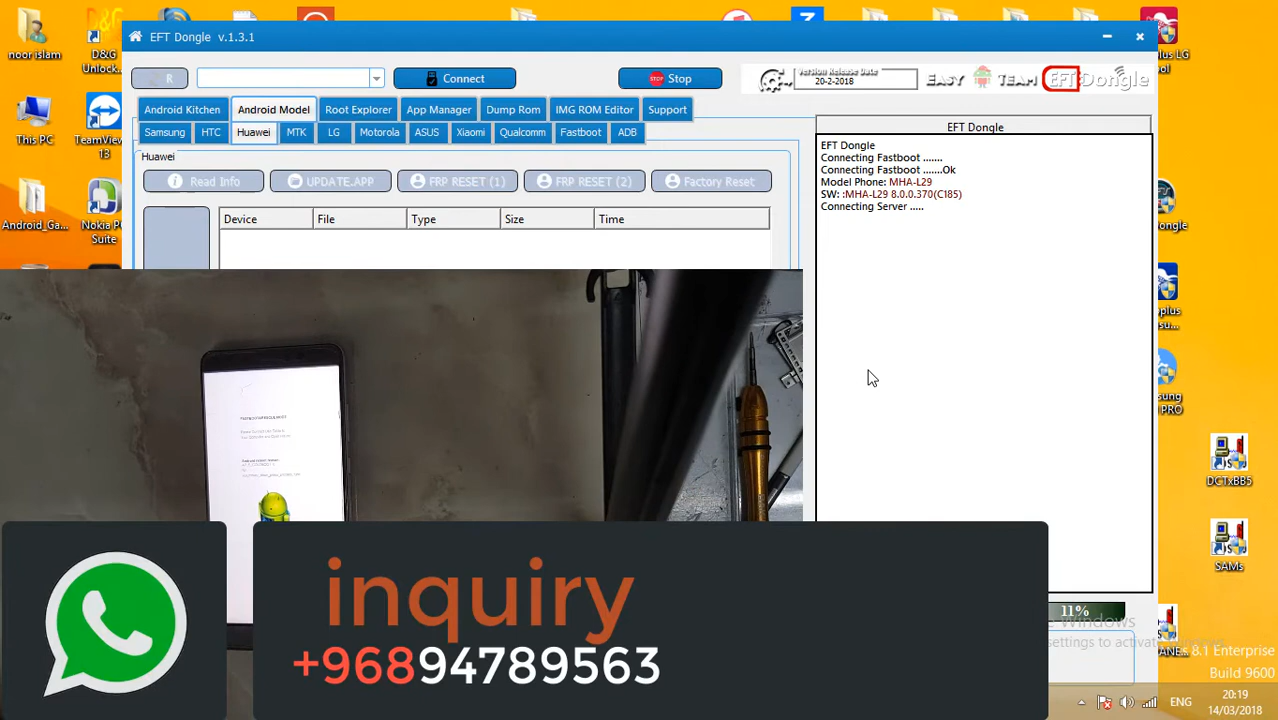 noor islam
D&G
Unlock...
This PC
TeamView
13
Android_Ga...
Nokia PC
Suite
EFT Dongle v.1.3.1
R
Connect
STOP Stop
Version Release Date
20-2-2018
EASY TEAM EFT Dongle
Android Kitchen Android Model Root Explorer App Manager Dump Rom IMG ROM Editor Support
Samsung HTC Huawei MTK LG Motorola ASUS Xiaomi Qualcomm Fastboot ADB
Huawei
Read Info UPDATE.APP FRP RESET (1) FRP RESET (2) Factory Reset
Device File Type Size Time
EFT Dongle
EFT Dongle
Connecting Fastboot .......
Connecting Fastboot .......Ok
Model Phone: MHA-L29
SW: :MHA-L29 8.0.0.370(C185)
Connecting Server .....
11%
inquiry
+96894789563
DCTxBB5
SAMs
8.1 Enterprise
Build 9600
ENG
20:19
14/03/2018